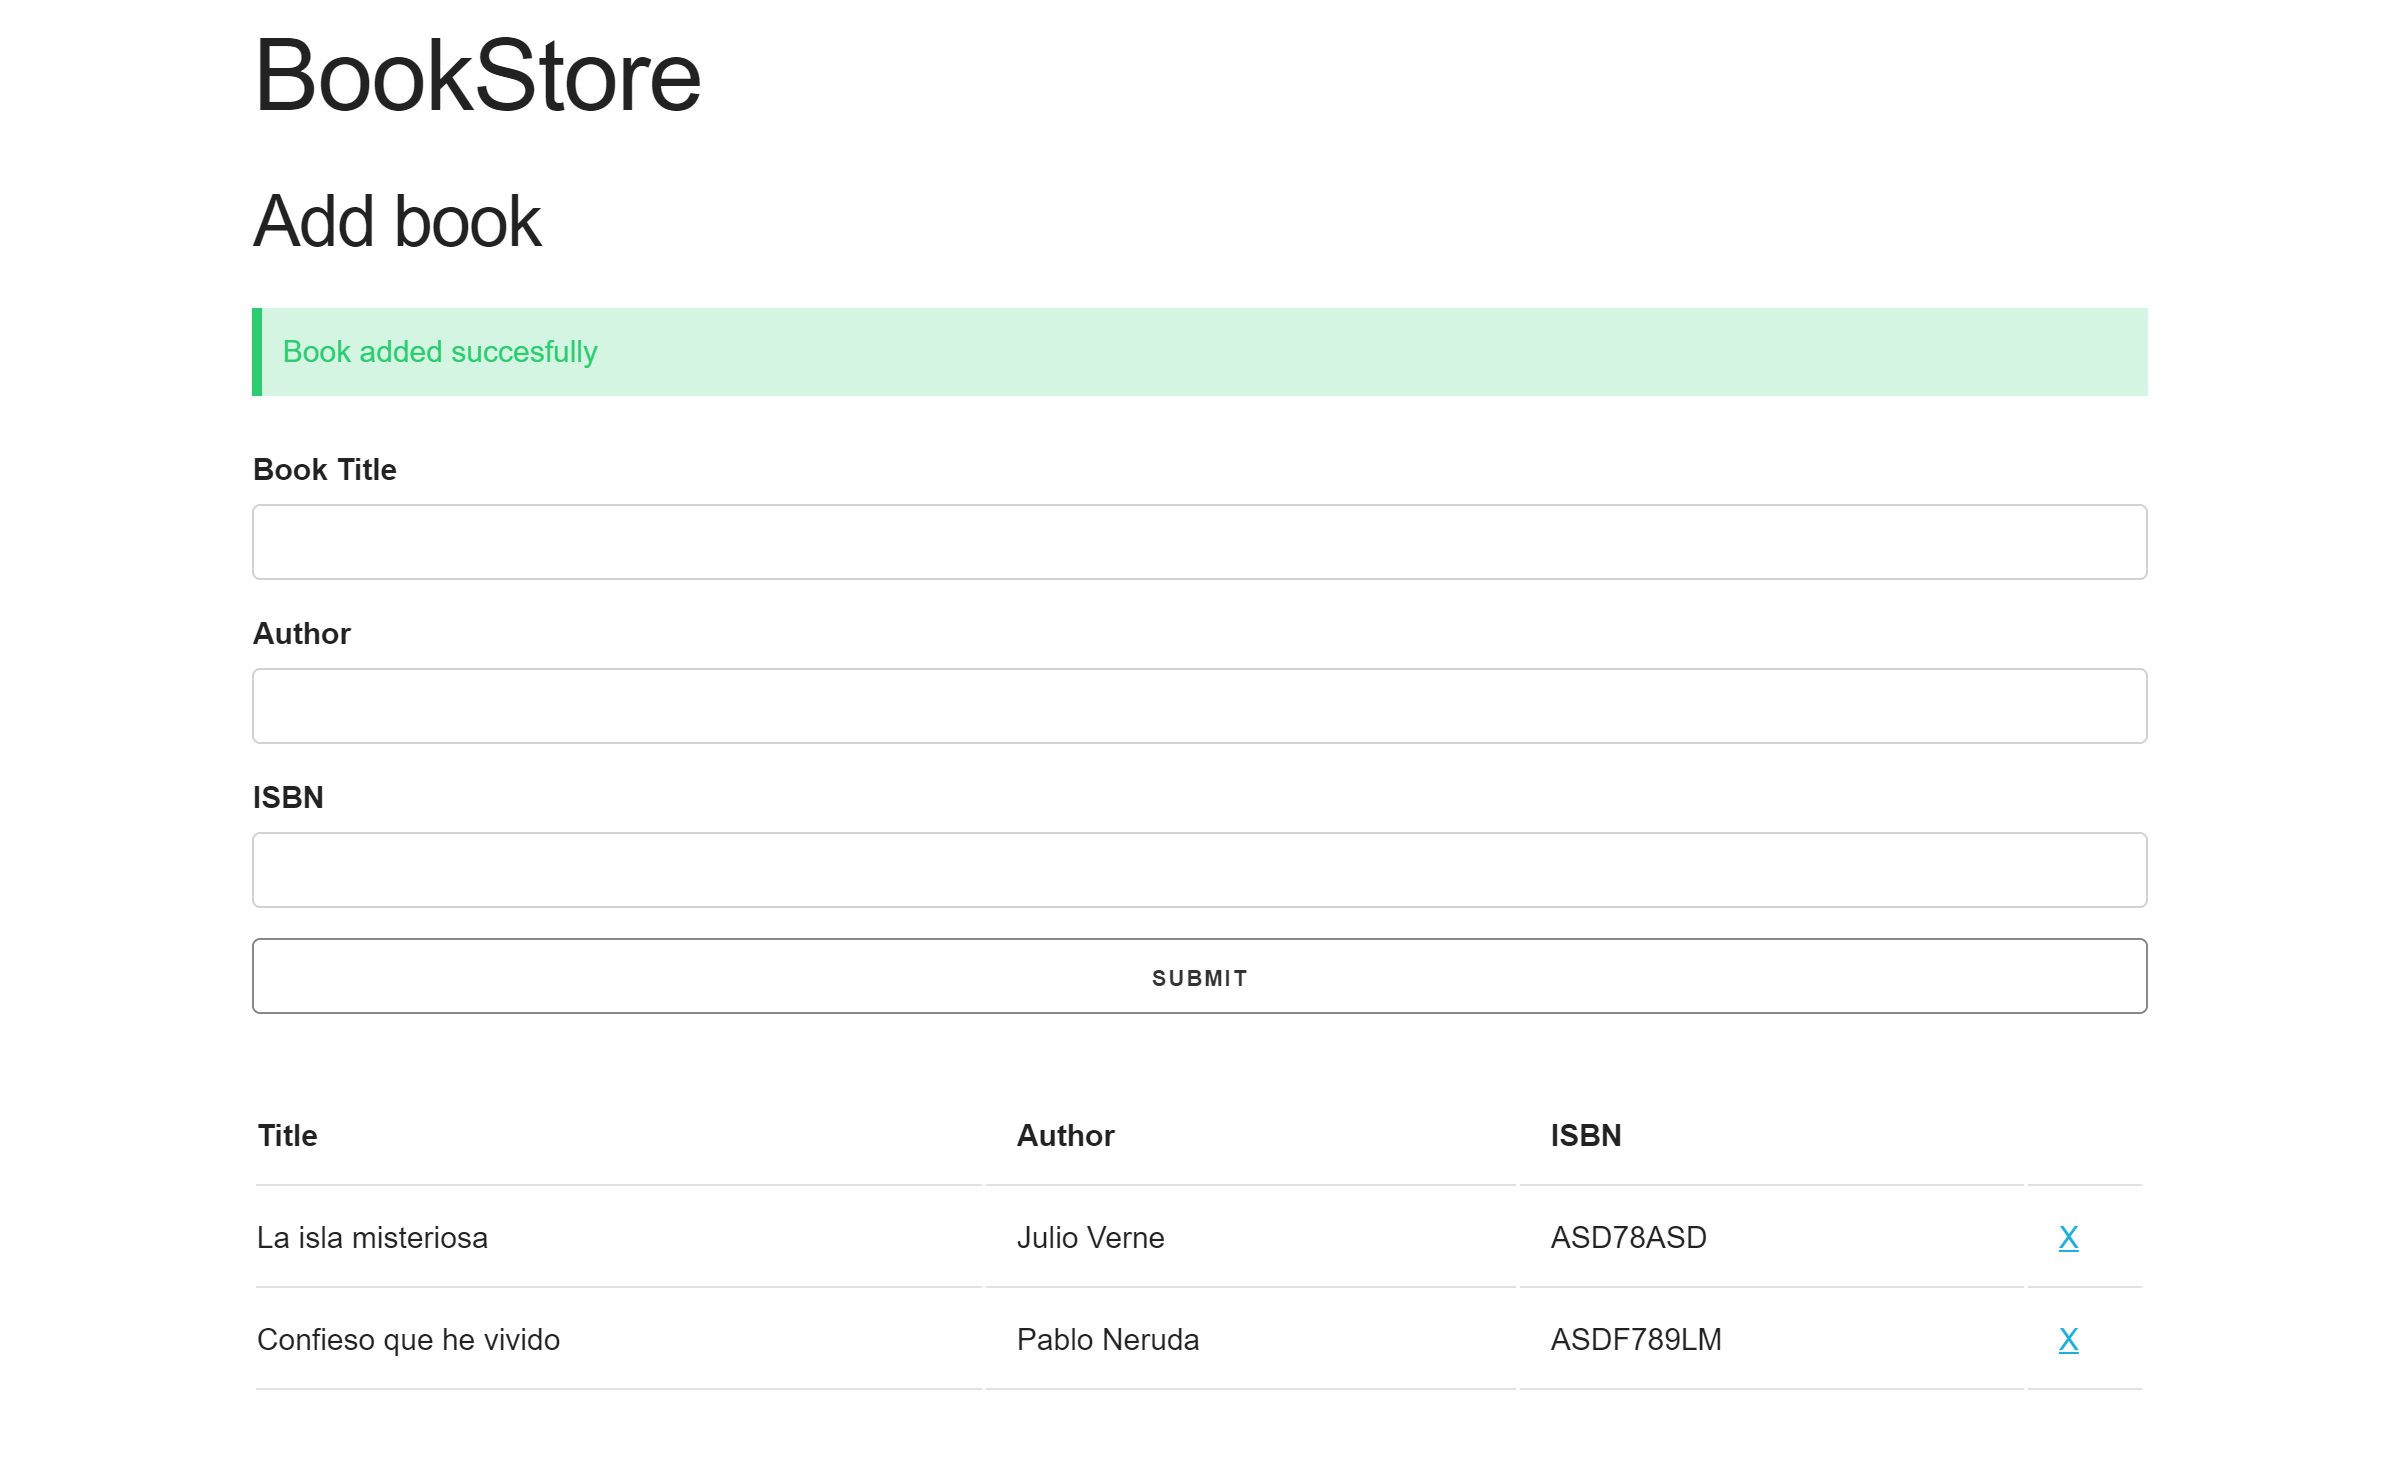 BookStore
Add book
Book added succesfully
Book Title
Author
ISBN
SUBMIT
Title Author ISBN
La isla misteriosa Julio Verne ASD78ASD X
Confieso que he vivido Pablo Neruda ASDF789LM X